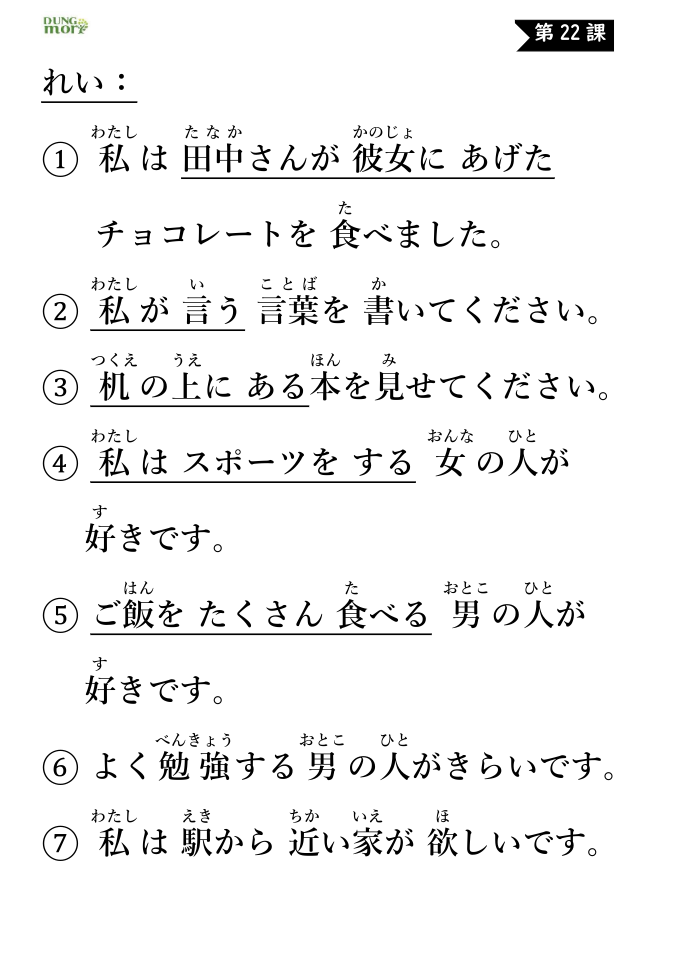 DUNG
mori
第 22 課
れい：
わたし たなか かのじょ
① 私 は 田中さんが 彼女に あげた
た
チョコレートを 食べました。
わたし い ことば か
② 私 が 言う 言葉を 書いてください。
つくえ うえ ほん み
③ 机 の上に ある本を見せてください。
わたし おんな ひと
④ 私 は スポーツを する 女 の人が
す
好きです。
はん た おとこ ひと
⑤ ご飯を たくさん 食べる 男 の人が
す
好きです。
べんきょう おとこ ひと
⑥ よく勉強する 男 の人がきらいです。
わたし えき ちか いえ ほ
⑦ 私 は 駅から 近い家が 欲しいです。